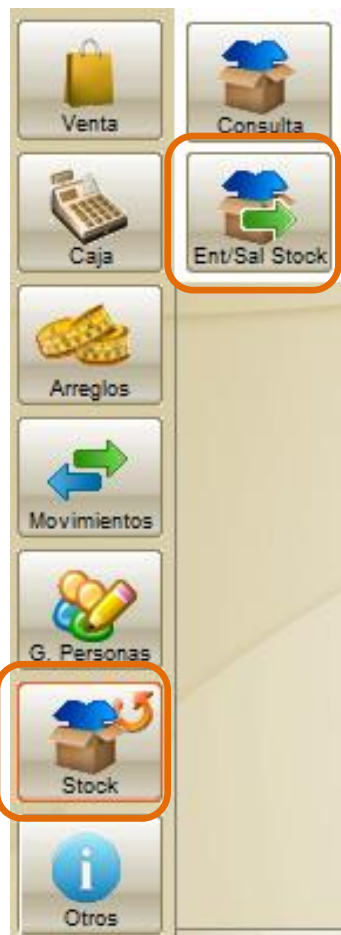 Venta
Consulta
Caja
Ent/Sal Stock
Arreglos
Movimientos
G. Personas
Stock
Otros